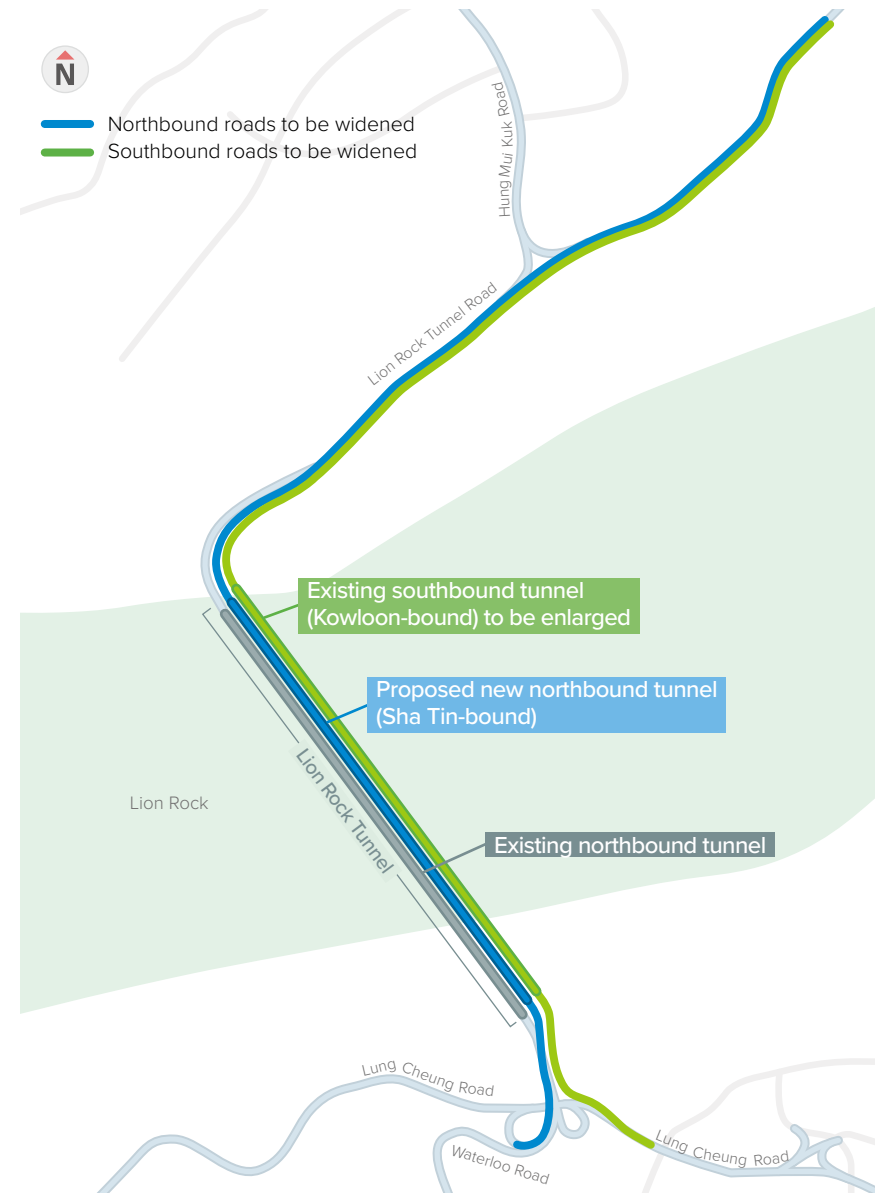 N
Northbound roads to be widened
Southbound roads to be widened
Hung Mui Kuk Road
Lion Rock Tunnel Road
Existing southbound tunnel
(Kowloon-bound) to be enlarged
Proposed new northbound tunnel
(Sha Tin-bound)
Lion Rock Tunnel
Lion Rock
Existing northbound tunnel
Lung Cheung Road
Waterloo Road
Lung Cheung Road